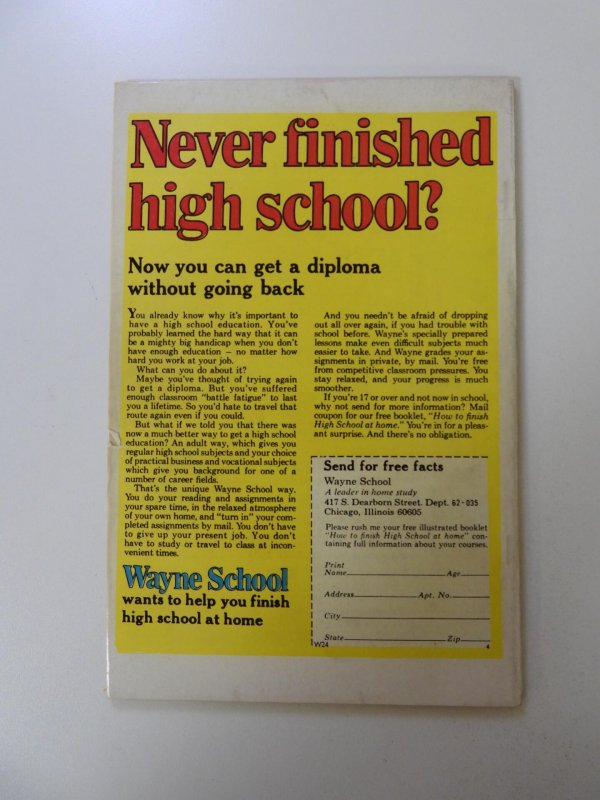 Never finished
high school?
Now you can get a diploma
without going back
You already know why it's important to
have a high school education. You've
probably learned the hard way that it can
be a mighty big handicap when you don't
have enough education – no matter how
hard you work at your job.
What can you do about it?
Maybe you've thought of trying again
to get a diploma. But you've suffered
enough classroom "battle fatigue" to last
you a lifetime. So you'd hate to travel that
route again even if you could.
But what if we told you that there was
now a much better way to get a high school
education? An adult way, which gives you
regular high school subjects and your choice
of practical business and vocational subjects
which give you background for one of a
number of career fields.
That's the unique Wayne School way.
You do your reading and assignments in
your spare time, in the relaxed atmosphere
of your own home, and "turn in" your com-
pleted assignments by mail. You don't have
to give up your present job. You don't
have to study or travel to class at incon-
venient times.
Wayne School
wants to help you finish
high school at home
And you needn't be afraid of dropping
out all over again, if you had trouble with
school before. Wayne's specially prepared
lessons make even difficult subjects much
easier to take. And Wayne grades your as-
signments in private, by mail. You're free
from competitive classroom pressures. You
stay relaxed, and your progress is much
smoother.
If you're 17 or over and not now in school,
why not send for more information? Mail
coupon for our free booklet, "How to finish
High School at home." You're in for a pleas-
ant surprise. And there's no obligation.
Send for free facts
Wayne School
A leader in home study
417 S. Dearborn Street. Dept. 62-035
Chicago, Illinois 60605
Please rush me your free illustrated booklet
"How to finish High School at home" con-
taining full information about your courses.
Print
Name Age
Address Apt. No.
City
State Zip
W24 4